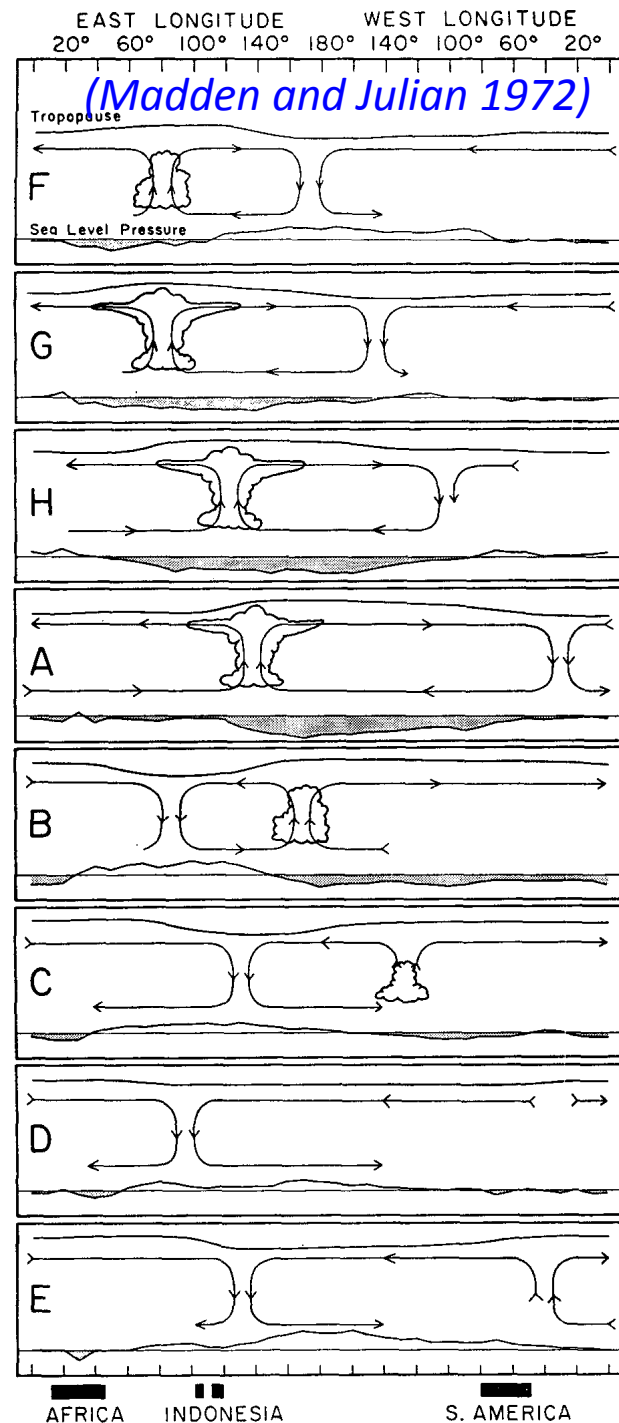 EAST LONGITUDE WEST LONGITUDE
20° 60° 100° 140° 180° 140° 100° 60° 20°
(Madden and Julian 1972)
Tropopause
F
Sea Level Pressure
G
H
A
B
C
D
E
AFRICA INDONESIA S. AMERICA